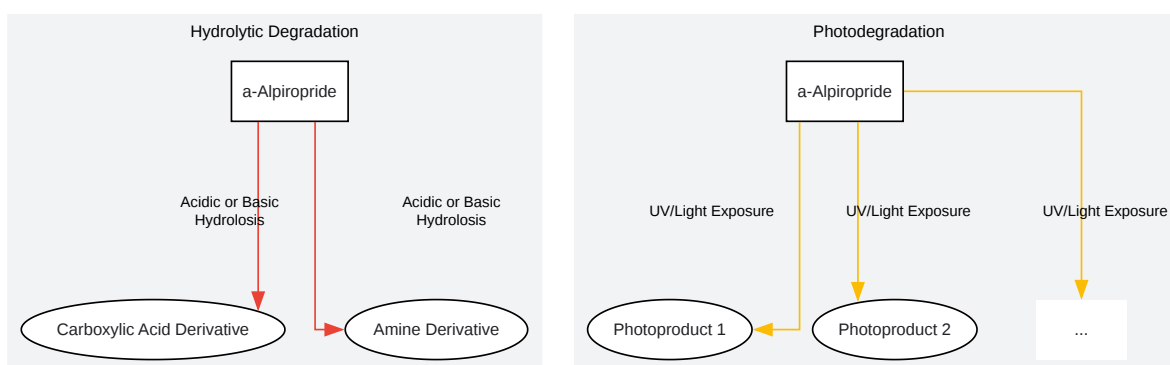 Hydrolytic Degradation
a-Alpiropride
Acidic or Basic
Hydrolosis
Acidic or Basic
Hydrolosis
Carboxylic Acid Derivative
Amine Derivative
Photodegradation
a-Alpiropride
UV/Light Exposure
UV/Light Exposure
UV/Light Exposure
Photoproduct 1
Photoproduct 2
...